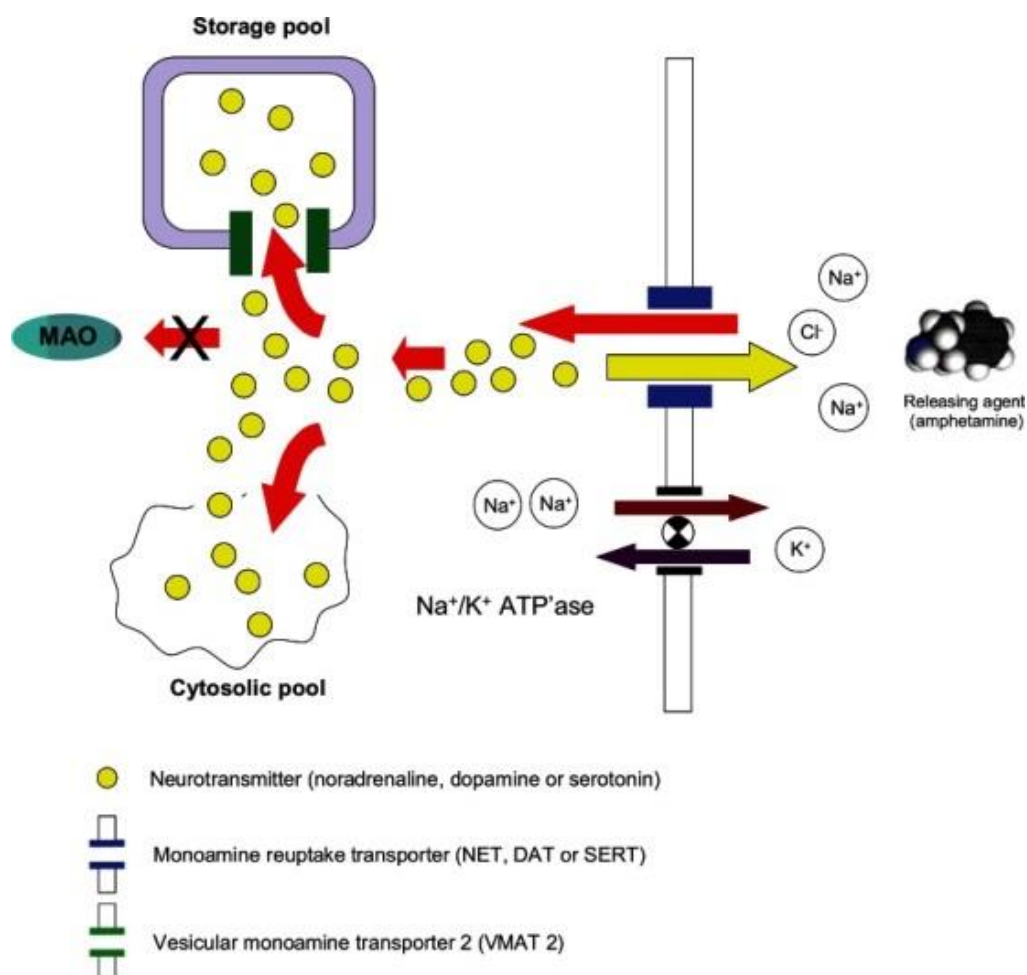 Storage pool
Na⁺
Cl⁻
MAO
Na⁺
Releasing agent
(amphetamine)
Na⁺
Na⁺
K⁺
Na⁺/K⁺ ATP'ase
Cytosolic pool
Neurotransmitter (noradrenaline, dopamine or serotonin)
Monoamine reuptake transporter (NET, DAT or SERT)
Vesicular monoamine transporter 2 (VMAT 2)